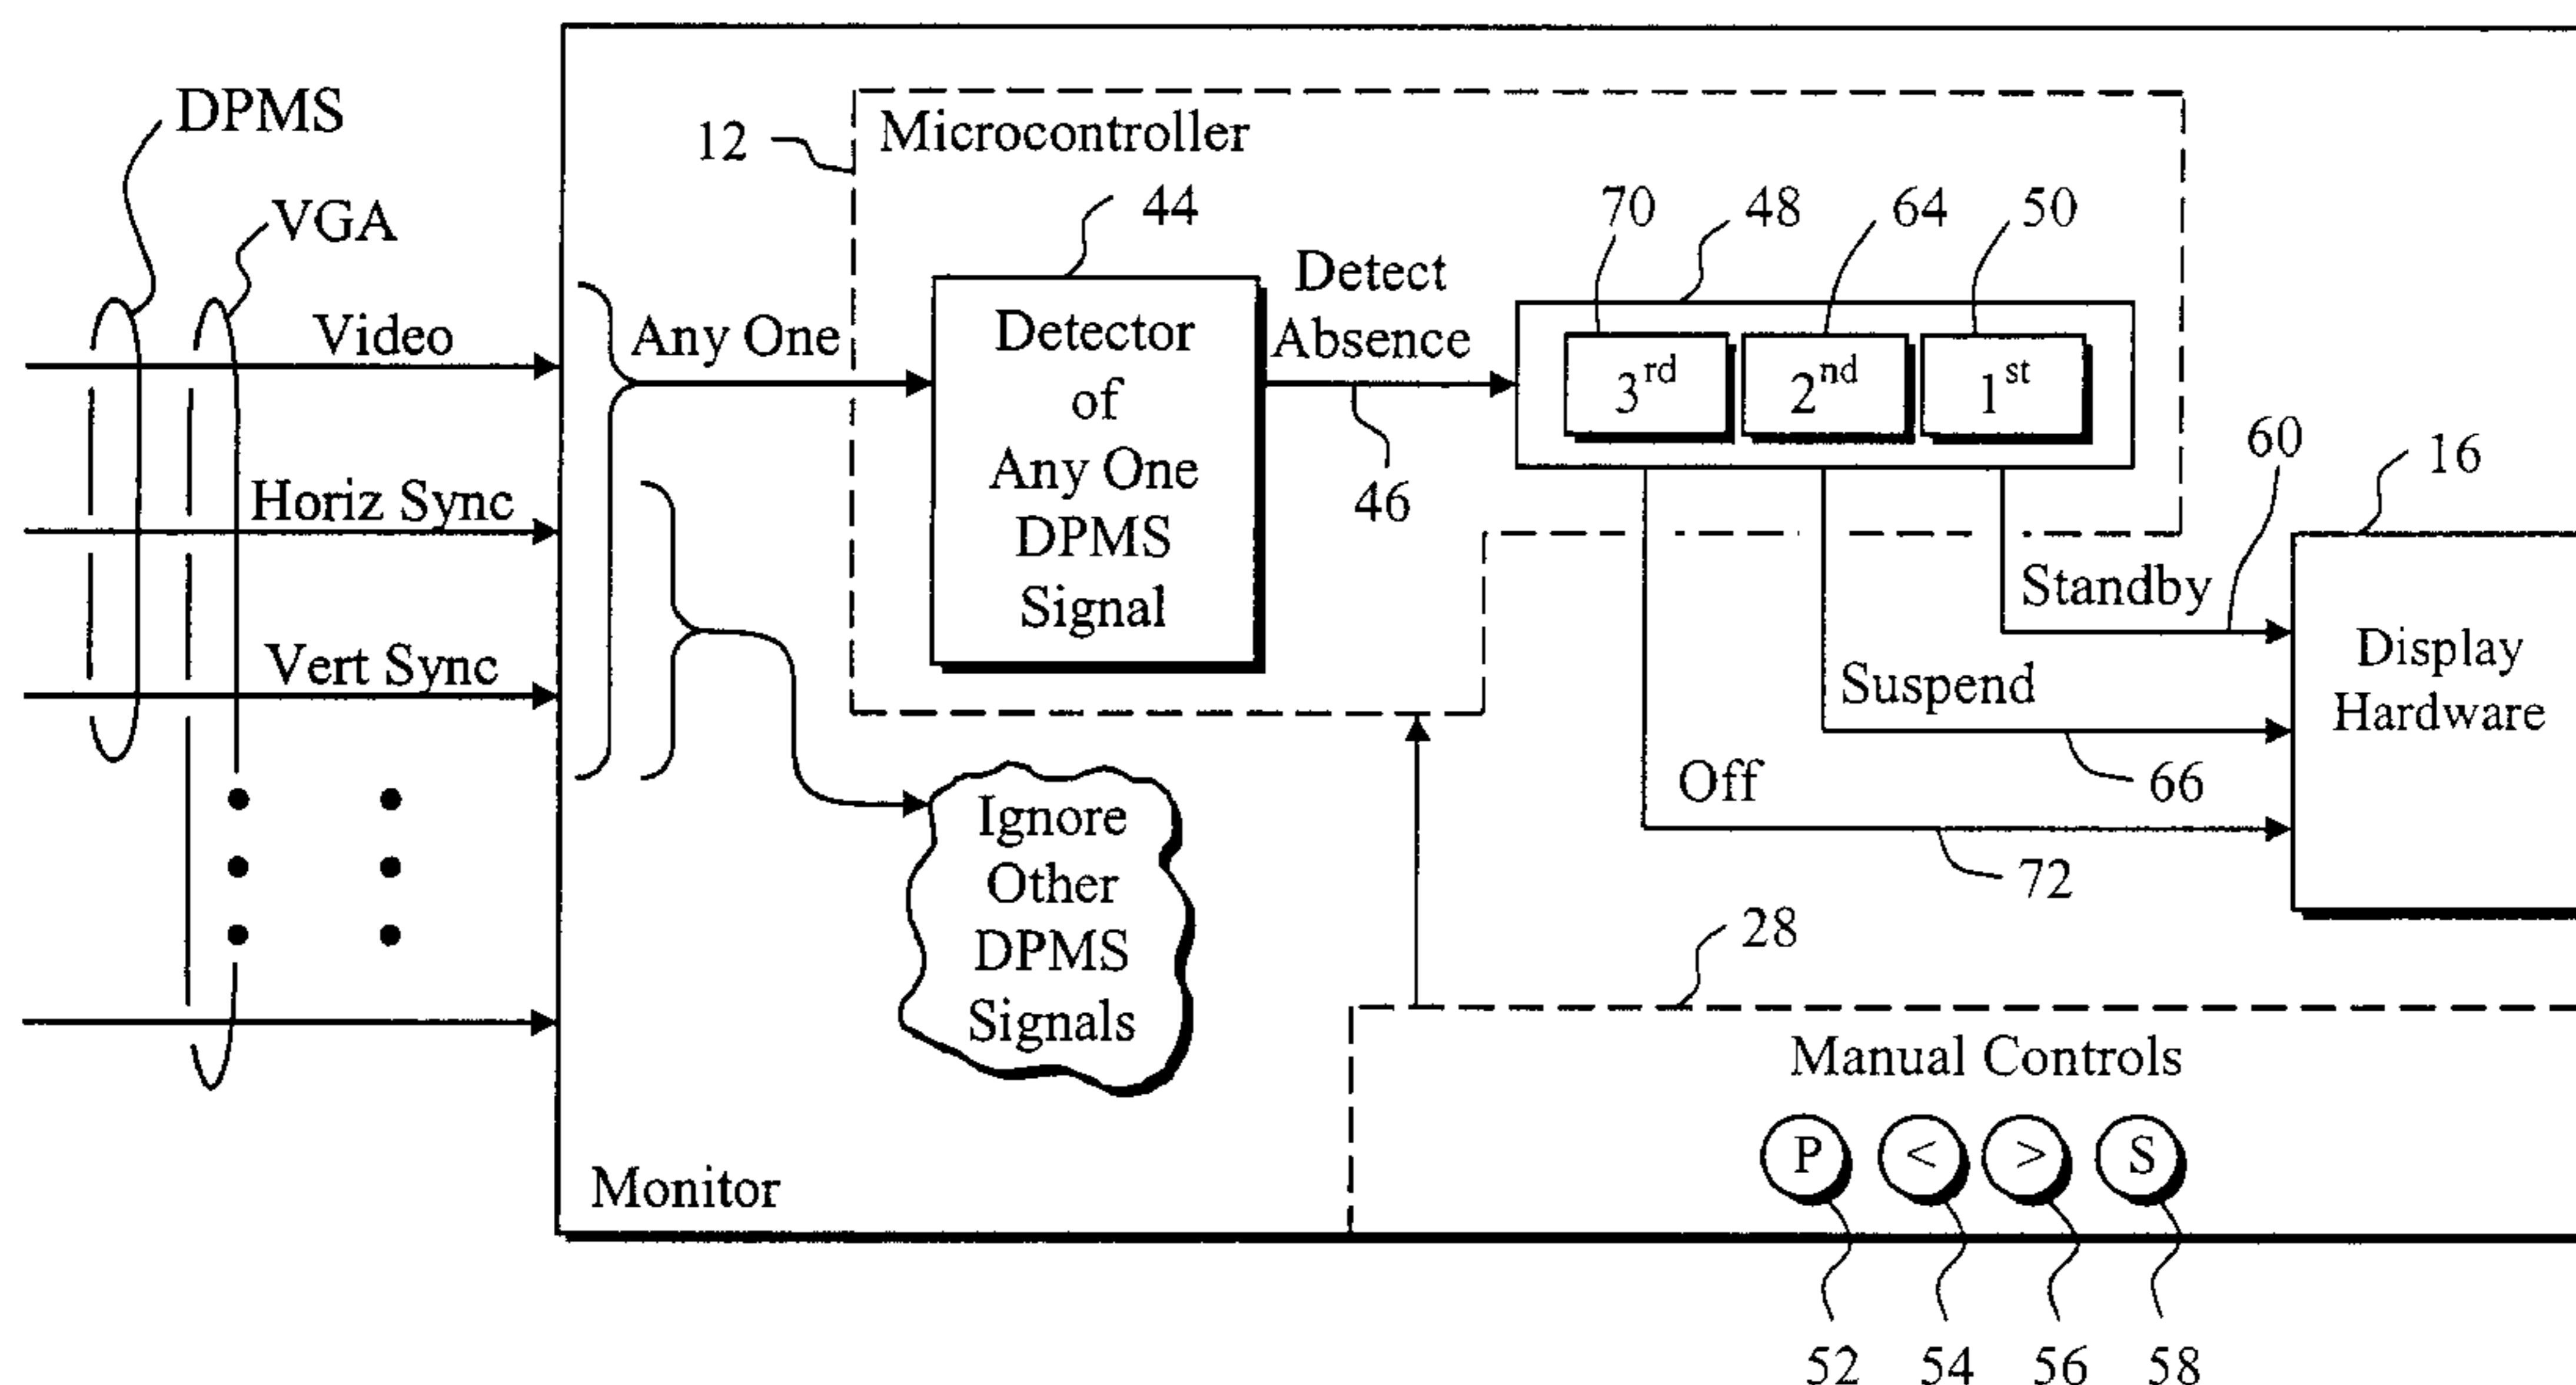 DPMS
VGA
Video
Horiz Sync
Vert Sync
12
Microcontroller
44
Any One
Detector
of
Any One
DPMS
Signal
Detect
Absence
46
70
48
64
50
3rd
2nd
1st
60
16
Standby
Suspend
66
Off
72
Display
Hardware
Ignore
Other
DPMS
Signals
28
Manual Controls
P
<
>
S
Monitor
52
54
56
58